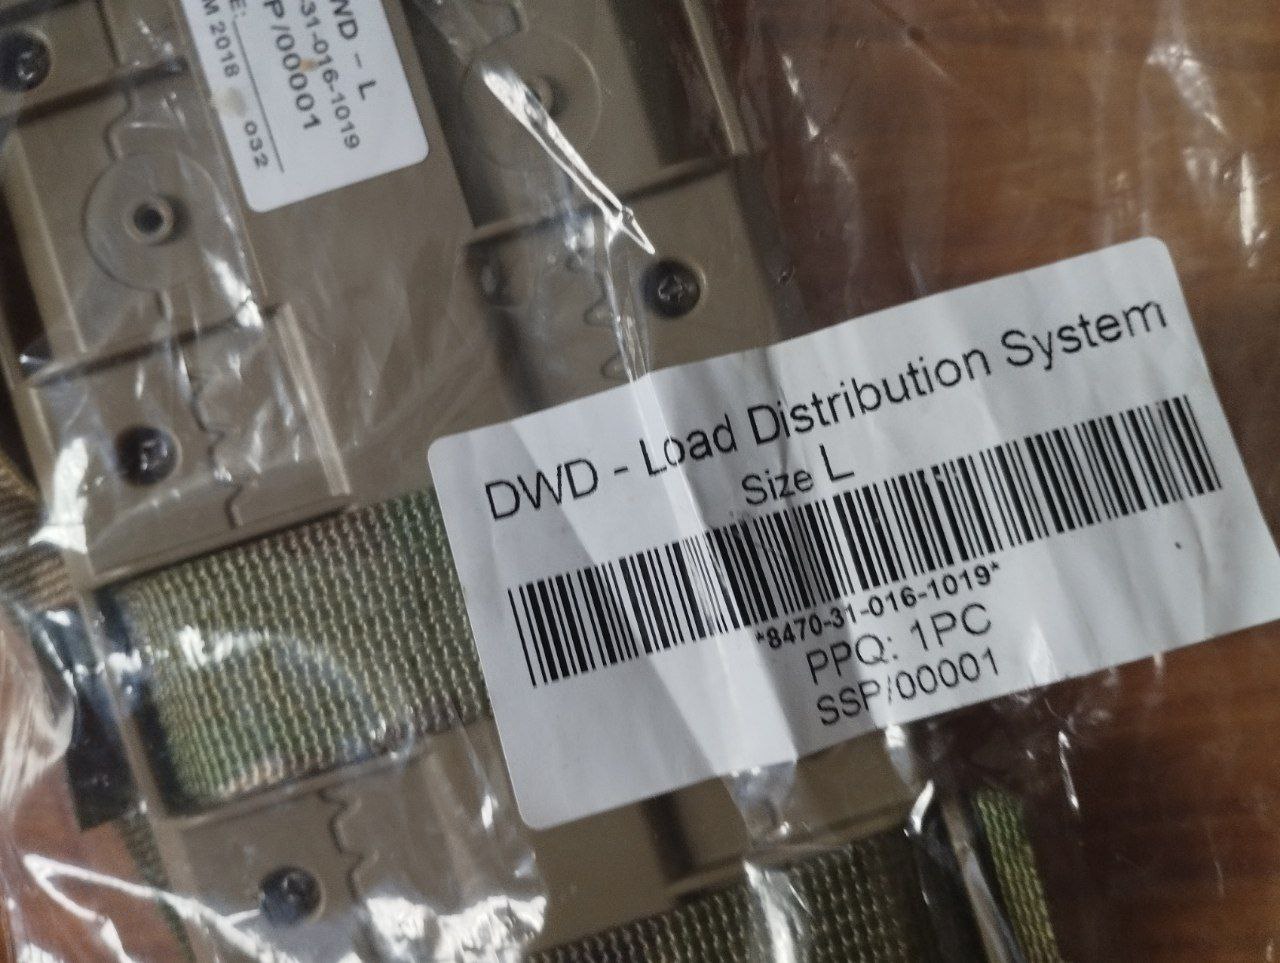 WD - L
-31-016-1019
P/00001
E:
M 2018 032
DWD - Load Distribution System
Size L
*8470-31-016-1019*
PPQ: 1PC
SSP/00001